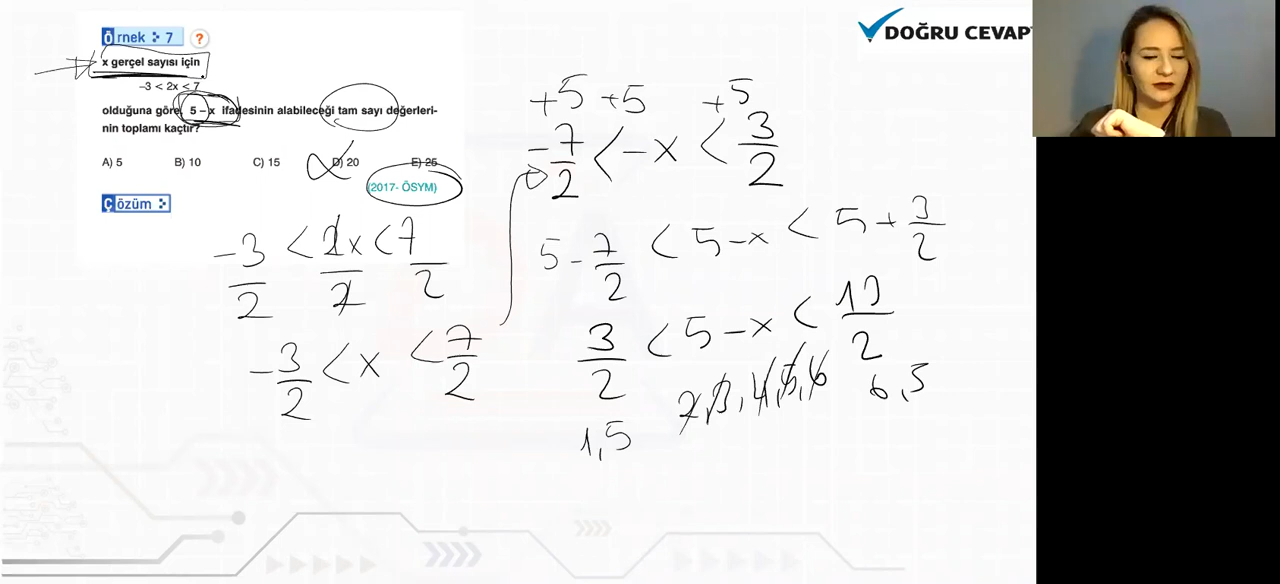 Örnek 7 ?
x gerçel sayısı için
-3 < 2x < 7
olduğuna göre, 5 - x ifadesinin alabileceği tam sayı değerleri-
nin toplamı kaçtır?
A) 5 B) 10 C) 15 D) 20 E) 25
(2017- ÖSYM)
Çözüm
-3/2 < 2x/2 < 7/2
-3/2 < x < 7/2
+5 +5 +5
-7/2 < -x < 3/2
5 - 7/2 < 5 - x < 5 + 3/2
3/2 < 5 - x < 13/2
1,5 2,3,4,5,6 6,5
DOĞRU CEVAP